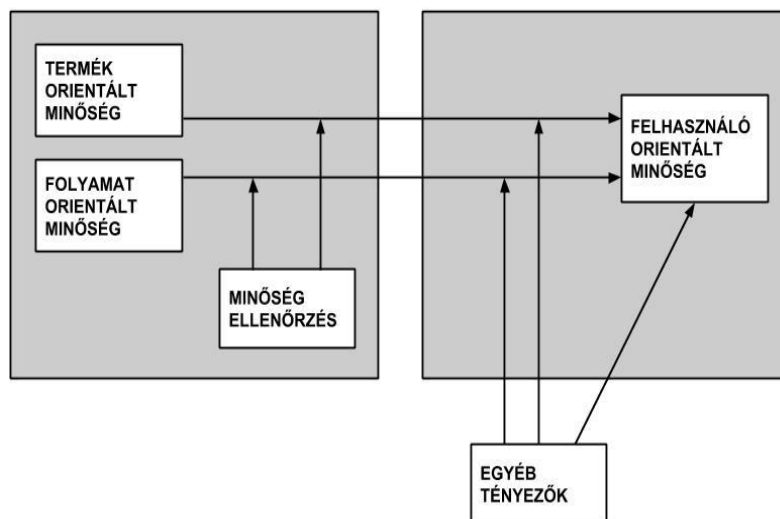 TERMÉK
ORIENTÁLT
MINŐSÉG
FOLYAMAT
ORIENTÁLT
MINŐSÉG
MINŐSÉG
ELLENŐRZÉS
FELHASZNÁLÓ
ORIENTÁLT
MINŐSÉG
EGYÉB
TÉNYEZŐK